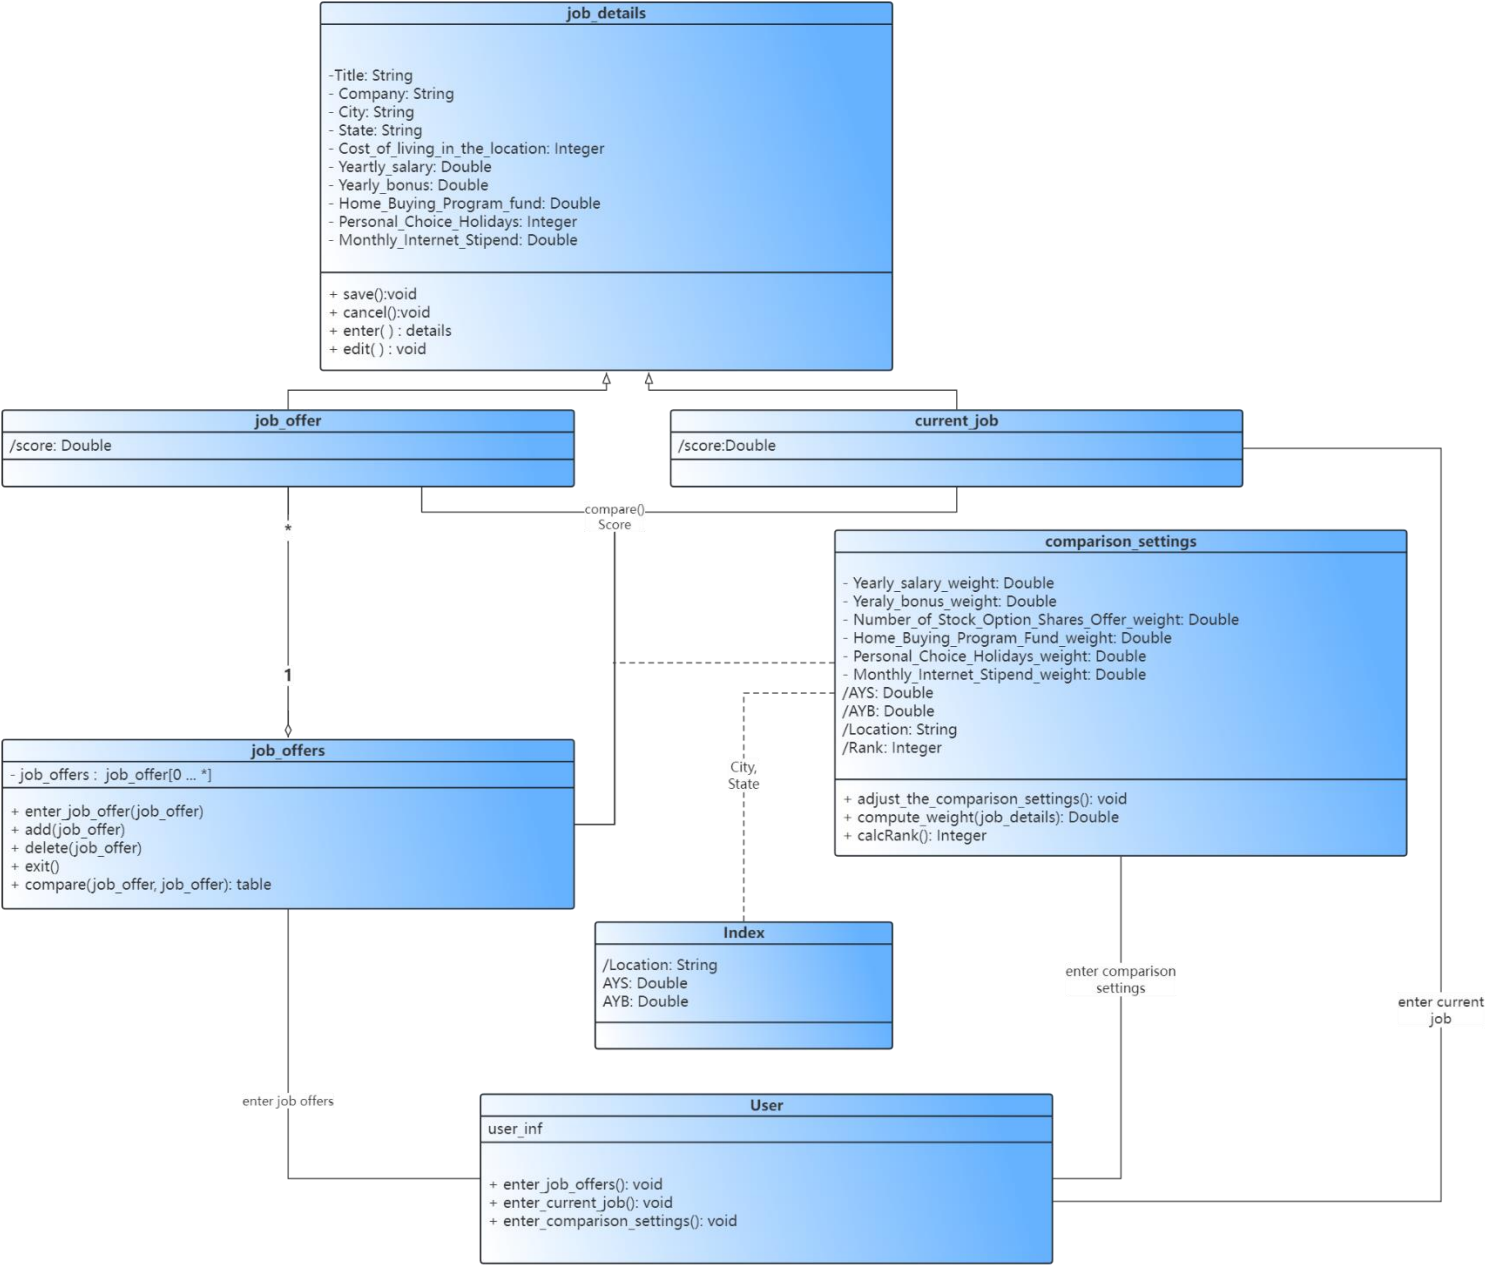 job_details
-Title: String
- Company: String
- City: String
- State: String
- Cost_of_living_in_the_location: Integer
- Yeartly_salary: Double
- Yearly_bonus: Double
- Home_Buying_Program_fund: Double
- Personal_Choice_Holidays: Integer
- Monthly_Internet_Stipend: Double
+ save():void
+ cancel():void
+ enter( ) : details
+ edit( ) : void
job_offer
/score: Double
current_job
/score:Double
compare()
Score
*
1
comparison_settings
- Yearly_salary_weight: Double
- Yeraly_bonus_weight: Double
- Number_of_Stock_Option_Shares_Offer_weight: Double
- Home_Buying_Program_Fund_weight: Double
- Personal_Choice_Holidays_weight: Double
- Monthly_Internet_Stipend_weight: Double
/AYS: Double
/AYB: Double
/Location: String
/Rank: Integer
+ adjust_the_comparison_settings(): void
+ compute_weight(job_details): Double
+ calcRank(): Integer
job_offers
- job_offers : job_offer[0 ... *]
+ enter_job_offer(job_offer)
+ add(job_offer)
+ delete(job_offer)
+ exit()
+ compare(job_offer, job_offer): table
City,
State
Index
/Location: String
AYS: Double
AYB: Double
enter comparison
settings
enter current
job
enter job offers
User
user_inf
+ enter_job_offers(): void
+ enter_current_job(): void
+ enter_comparison_settings(): void